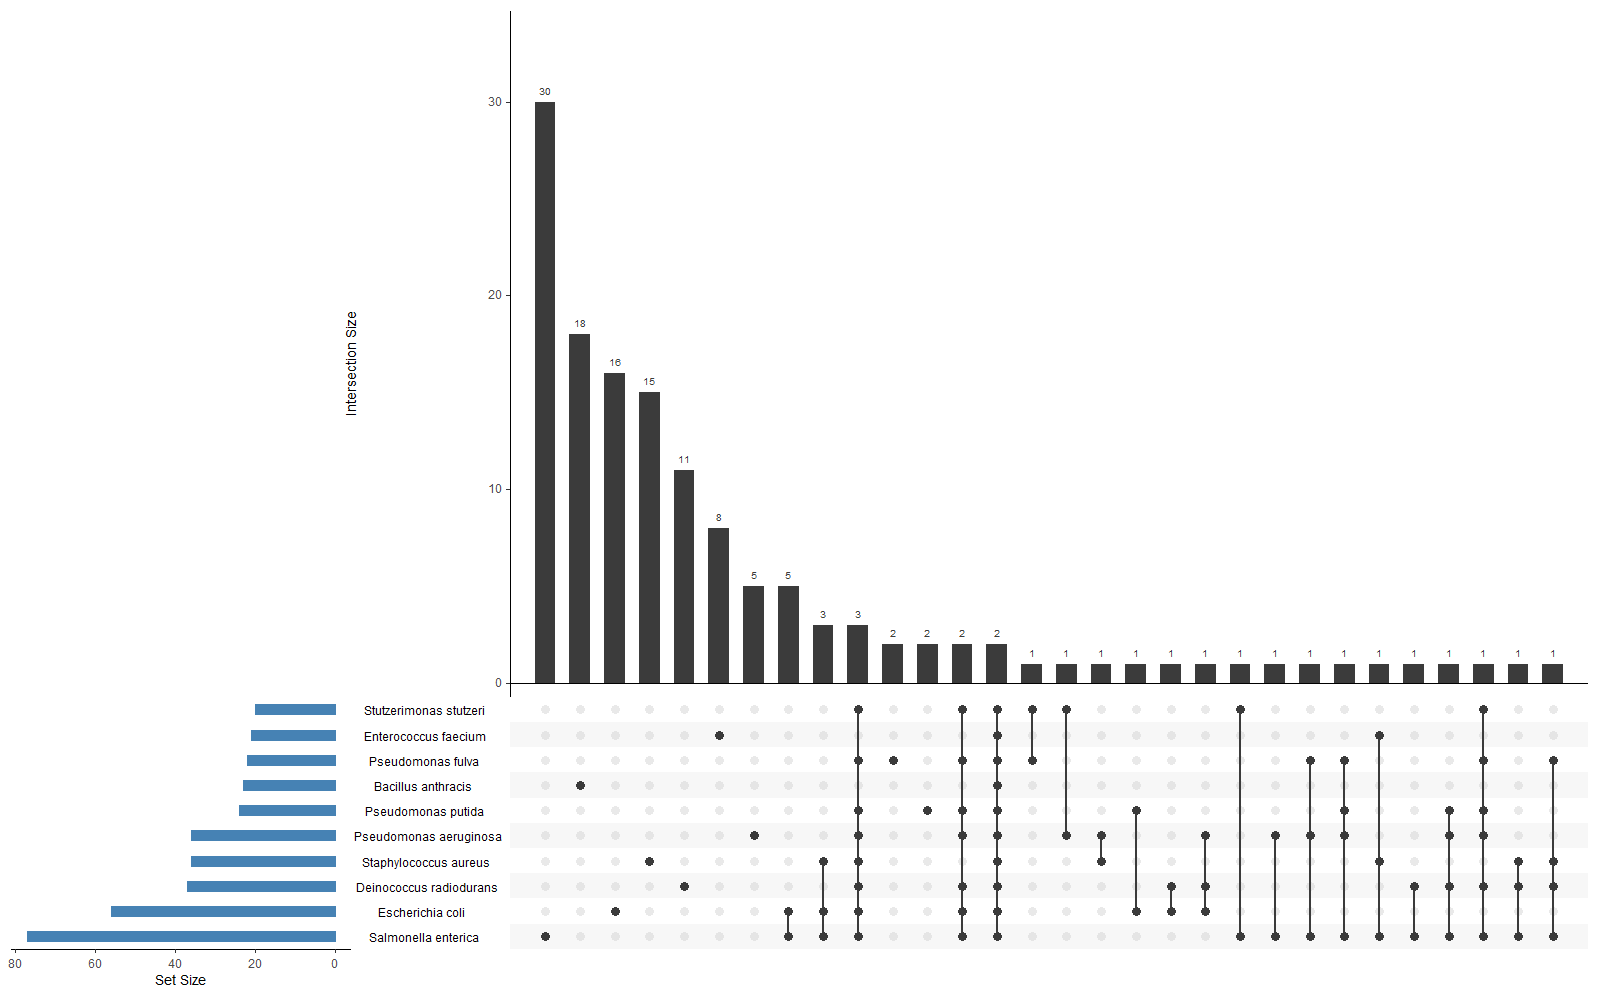 30
18
16
15
11
8
5 5
3 3
2 2 2 2
1 1 1 1 1 1 1 1 1 1 1 1 1 1 1 1
30
20
10
0
Intersection Size
Stutzerimonas stutzeri
Enterococcus faecium
Pseudomonas fulva
Bacillus anthracis
Pseudomonas putida
Pseudomonas aeruginosa
Staphylococcus aureus
Deinococcus radiodurans
Escherichia coli
Salmonella enterica
80 60 40 20 0
Set Size